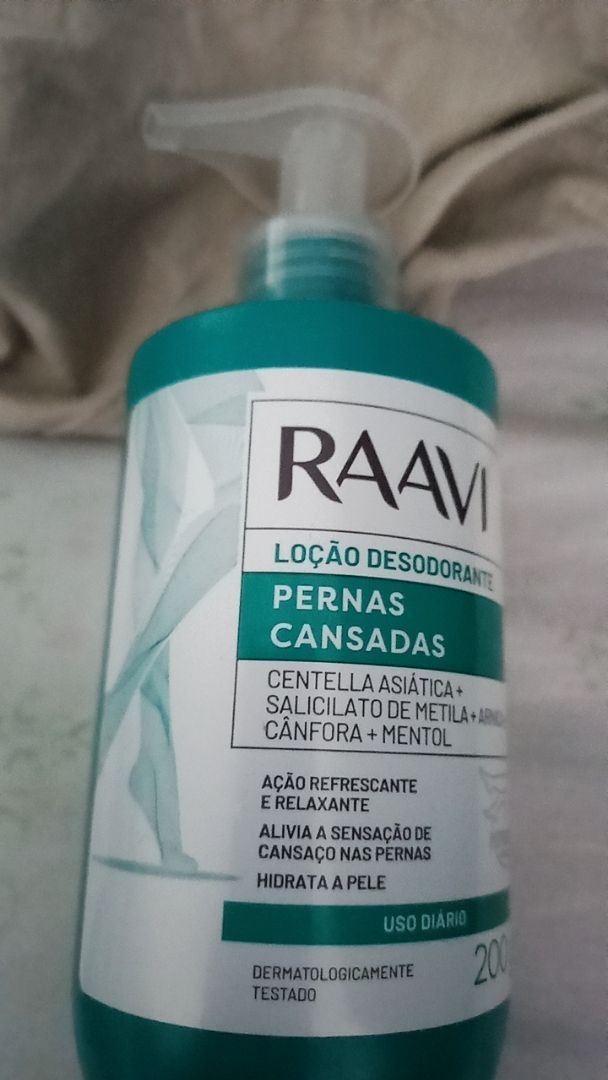 RAAVI
LOÇÃO DESODORANTE
PERNAS
CANSADAS
CENTELLA ASIÁTICA +
SALICILATO DE METILA +
CÂNFORA + MENTOL
AÇÃO REFRESCANTE
E RELAXANTE
ALIVIA A SENSAÇÃO DE
CANSAÇO NAS PERNAS
HIDRATA A PELE
USO DIÁRIO
DERMATOLOGICAMENTE
TESTADO
200